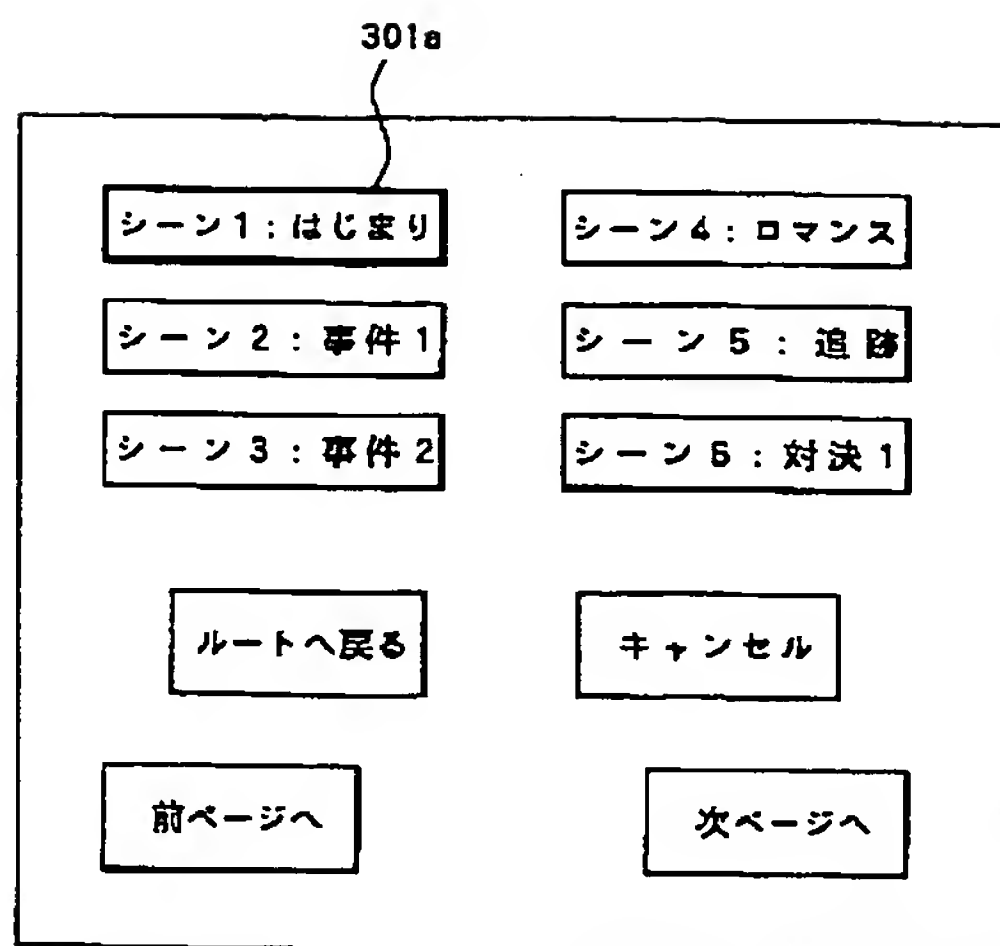 301a
シーン1:はじまり
シーン2:事件1
シーン3:事件2
シーン4:ロマンス
シーン5:追跡
シーン6:対決1
ルートへ戻る
キャンセル
前ページへ
次ページへ